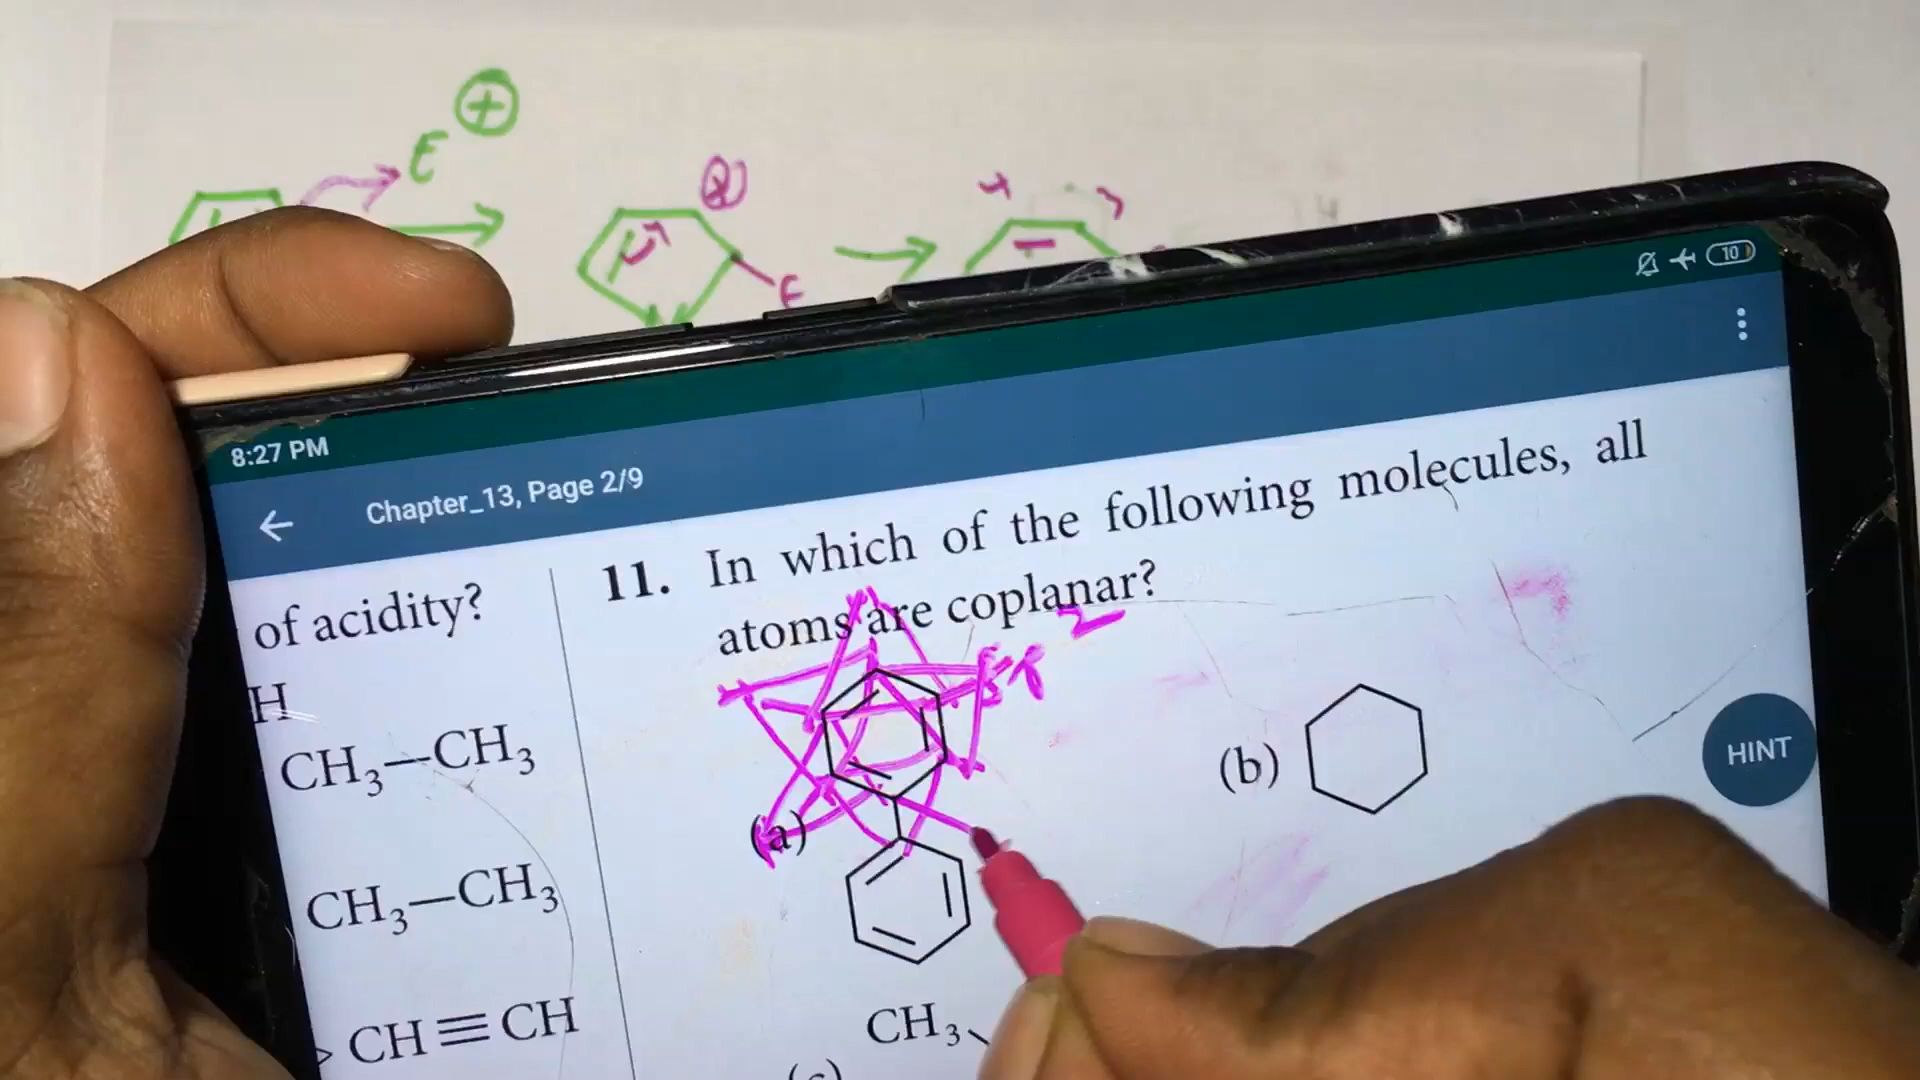 E +
E
10
8:27 PM
Chapter_13, Page 2/9
of acidity?
H
CH₃—CH₃
CH₃—CH₃
CH≡CH
11. In which of the following molecules, all
atoms are coplanar?
(a)
(b)
HINT
CH₃
(c)